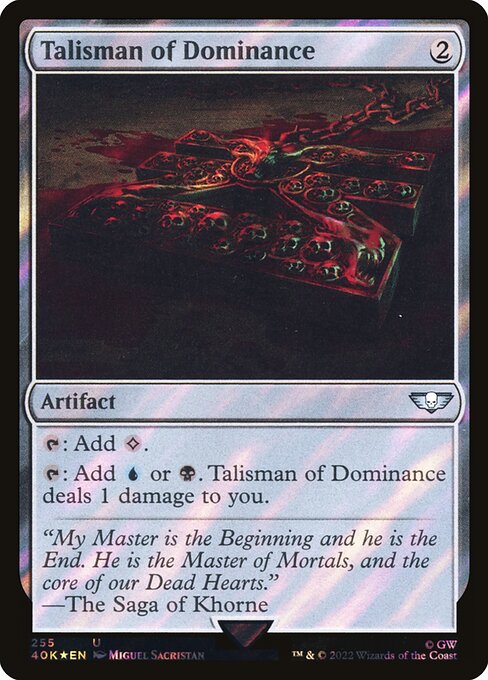 Talisman of Dominance 2
Artifact
: Add .
: Add  or . Talisman of Dominance
deals 1 damage to you.
“My Master is the Beginning and he is the
End. He is the Master of Mortals, and the
core of our Dead Hearts.”
—The Saga of Khorne
255 U © GW
40K★EN Miguel Sacristan ™ & © 2022 Wizards of the Coast